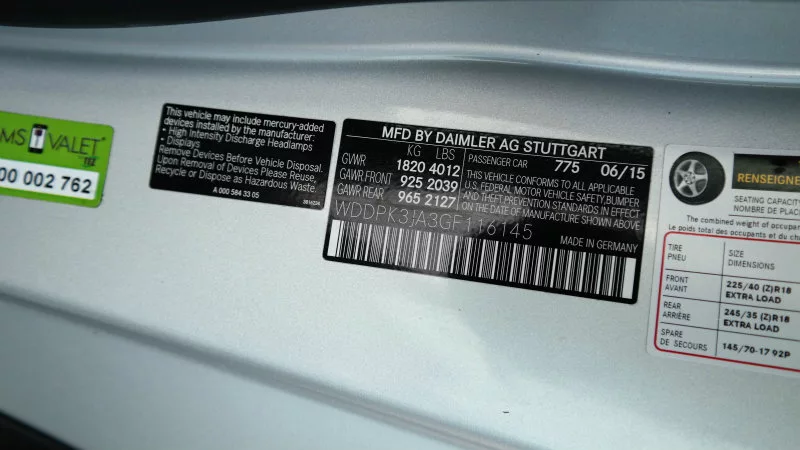 MS VALET
TEE
00 002 762
This vehicle may include mercury-added
devices installed by the manufacturer:
• High Intensity Discharge Headlamps
• Displays
Remove Devices Before Vehicle Disposal.
Upon Removal of Devices Please Reuse,
Recycle or Dispose as Hazardous Waste.
A 000 584 33 05
MFD BY DAIMLER AG STUTTGART
KG LBS
GVWR 1820 4012
GAWR FRONT 925 2039
GAWR REAR 965 2127
PASSENGER CAR 775 06/15
THIS VEHICLE CONFORMS TO ALL APPLICABLE
U.S. FEDERAL MOTOR VEHICLE SAFETY, BUMPER
AND THEFT PREVENTION STANDARDS IN EFFECT
ON THE DATE OF MANUFACTURE SHOWN ABOVE
WDDPK3JA3GF116145
MADE IN GERMANY
RENSEIGNE
SEATING CAPACITY
NOMBRE DE PLAC
The combined weight of occupa
Le poids total des occupants et du cha
TIRE
PNEU
SIZE
DIMENSIONS
FRONT
AVANT
225/40 (Z)R18
EXTRA LOAD
REAR
ARRIÈRE
245/35 (Z)R18
EXTRA LOAD
SPARE
DE SECOURS
145/70-17 92P